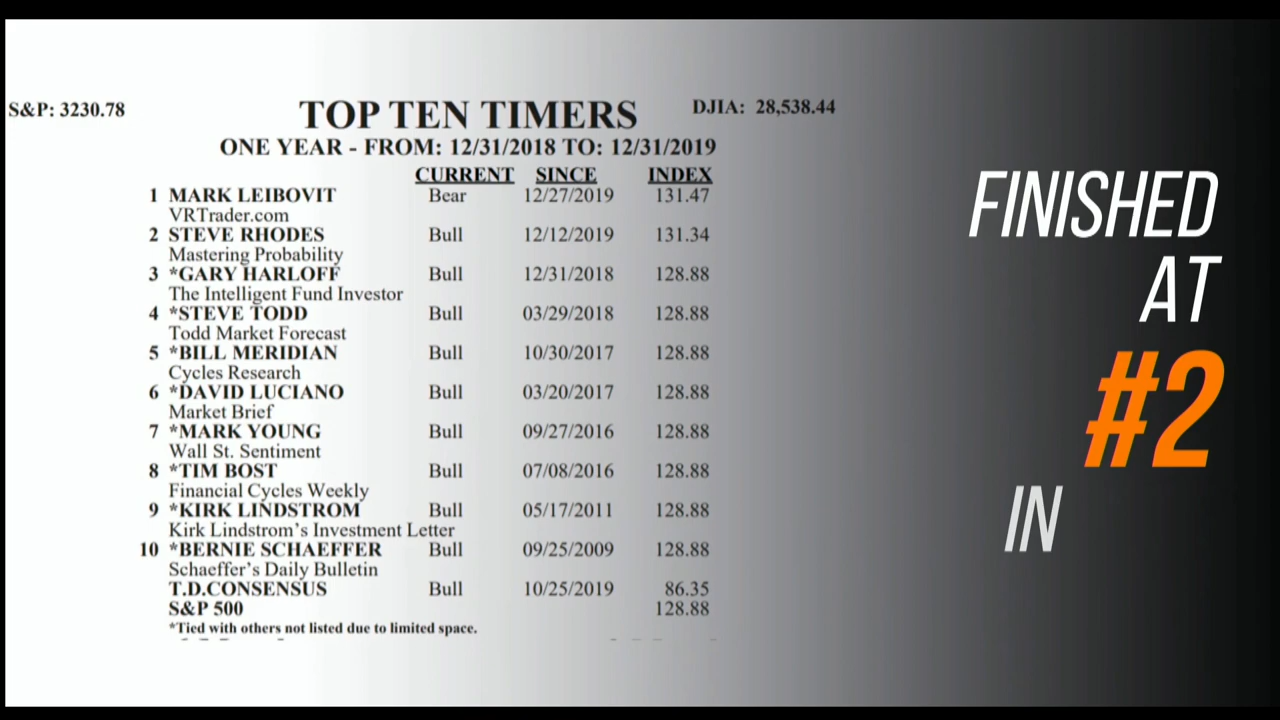 S&P: 3230.78
TOP TEN TIMERS
DJIA: 28,538.44
ONE YEAR - FROM: 12/31/2018 TO: 12/31/2019
CURRENT SINCE INDEX
1 MARK LEIBOVIT Bear 12/27/2019 131.47
VRTrader.com
2 STEVE RHODES Bull 12/12/2019 131.34
Mastering Probability
3 *GARY HARLOFF Bull 12/31/2018 128.88
The Intelligent Fund Investor
4 *STEVE TODD Bull 03/29/2018 128.88
Todd Market Forecast
5 *BILL MERIDIAN Bull 10/30/2017 128.88
Cycles Research
6 *DAVID LUCIANO Bull 03/20/2017 128.88
Market Brief
7 *MARK YOUNG Bull 09/27/2016 128.88
Wall St. Sentiment
8 *TIM BOST Bull 07/08/2016 128.88
Financial Cycles Weekly
9 *KIRK LINDSTROM Bull 05/17/2011 128.88
Kirk Lindstrom's Investment Letter
10 *BERNIE SCHAEFFER Bull 09/25/2009 128.88
Schaeffer's Daily Bulletin
T.D.CONSENSUS Bull 10/25/2019 86.35
S&P 500 128.88
*Tied with others not listed due to limited space.
FINISHED
AT
#2
IN